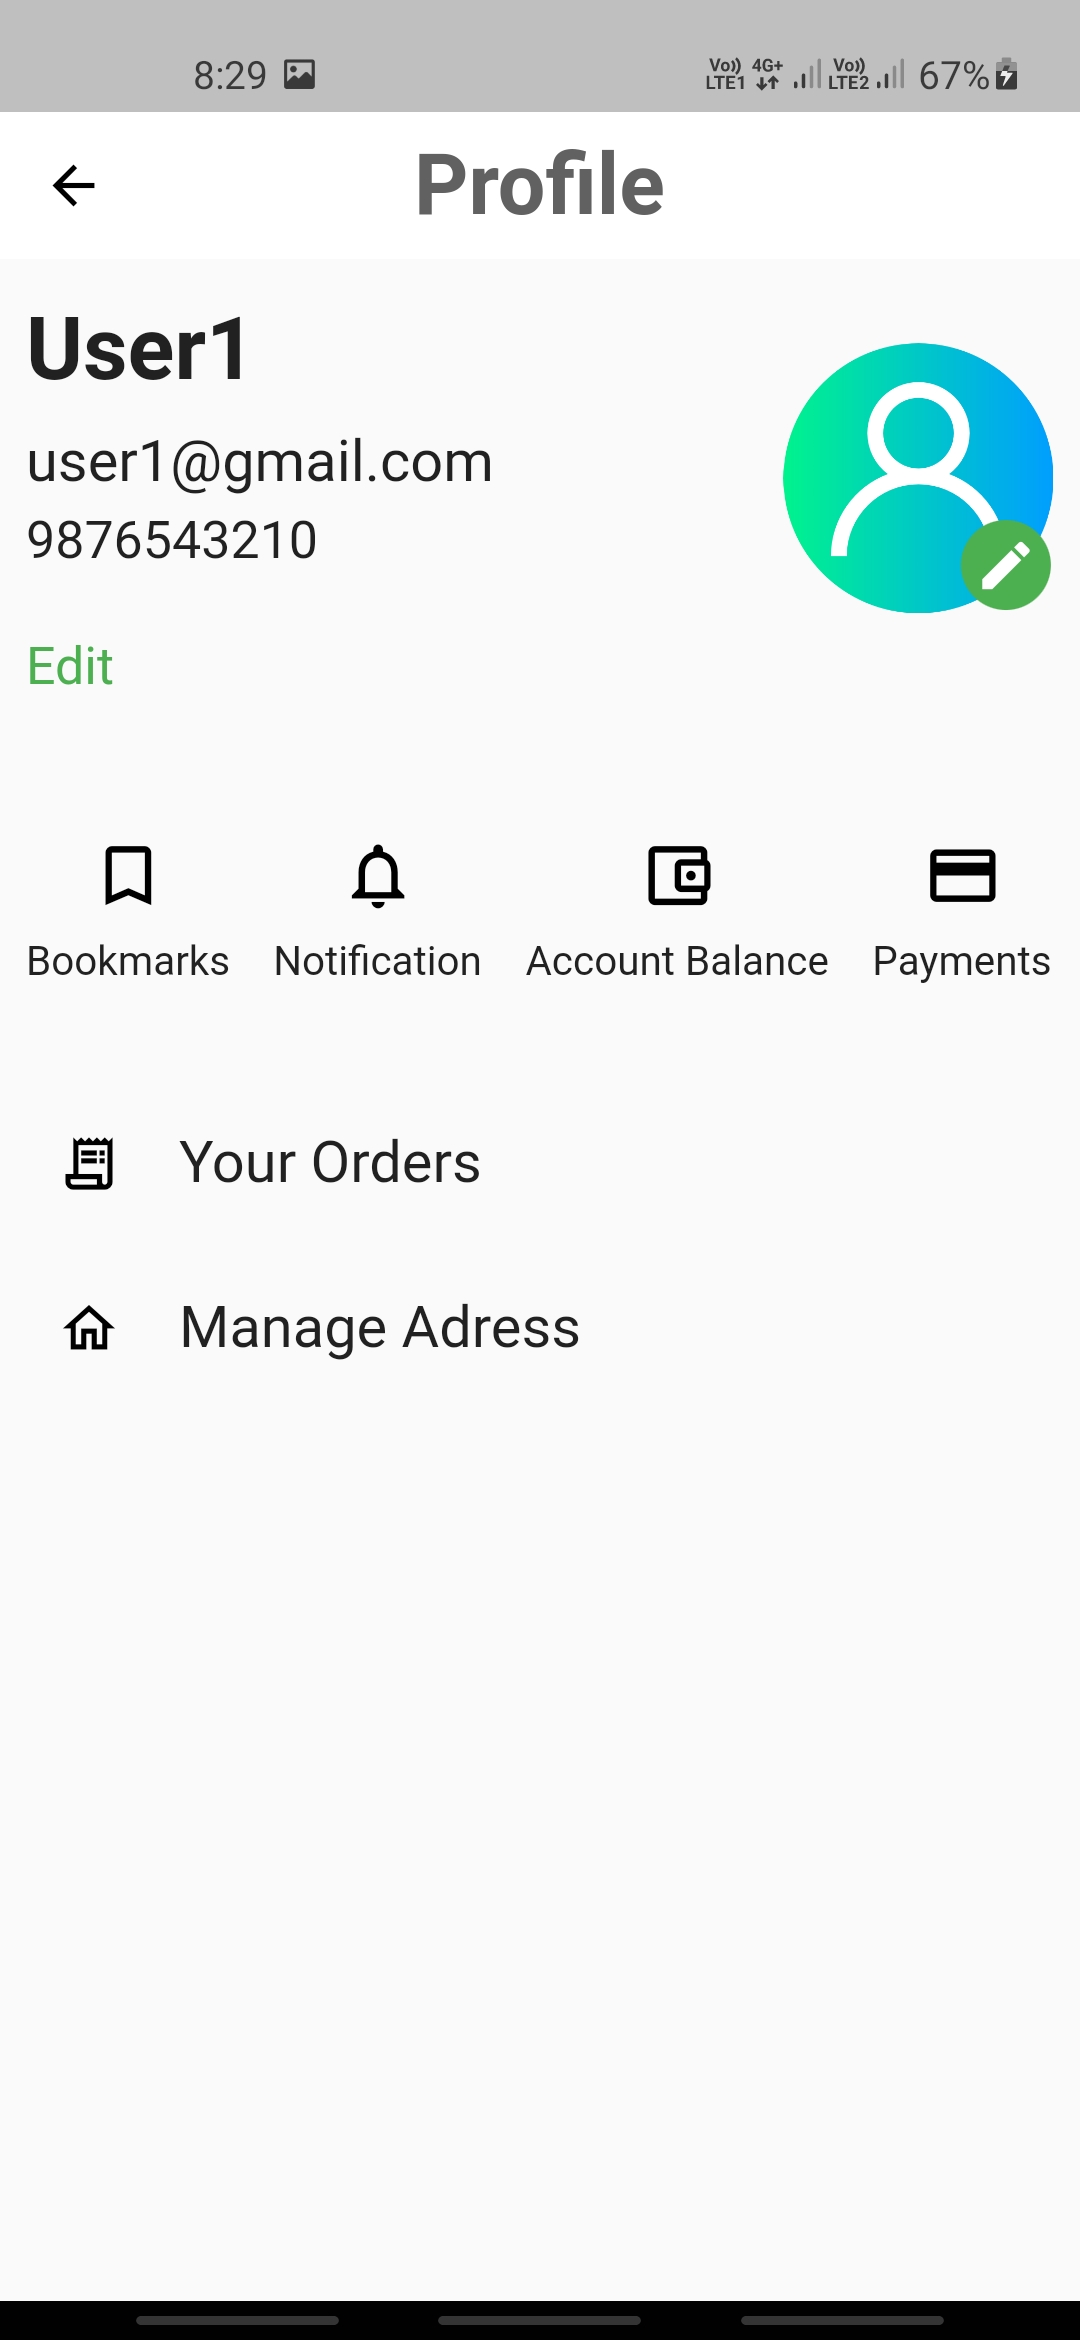 8:29 Vo)) 4G+ Vo)) 67%
LTE1 LTE2
Profile
User1
user1@gmail.com
9876543210
Edit
Bookmarks Notification Account Balance Payments
Your Orders
Manage Adress